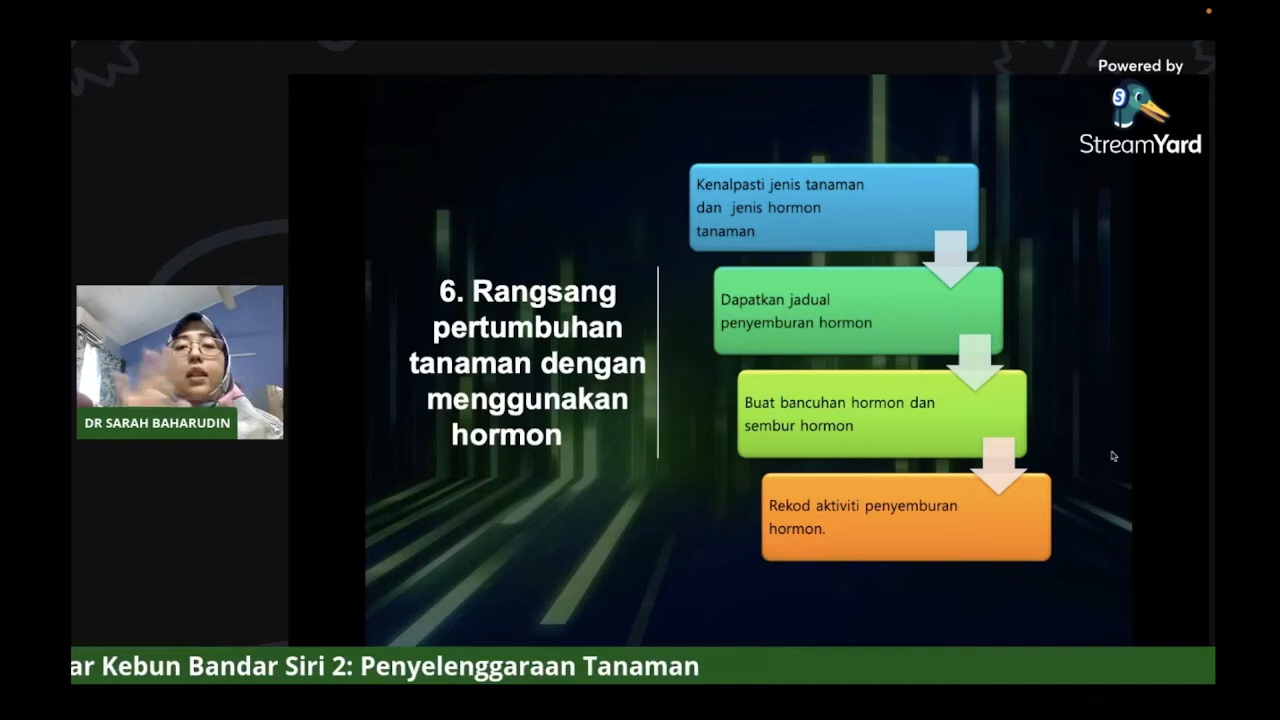 Powered by
S
StreamYard
Kenalpasti jenis tanaman
dan jenis hormon
tanaman
6. Rangsang
pertumbuhan
tanaman dengan
menggunakan
hormon
Dapatkan jadual
penyemburan hormon
Buat bancuhan hormon dan
sembur hormon
Rekod aktiviti penyemburan
hormon.
DR SARAH BAHARUDIN
ar Kebun Bandar Siri 2: Penyelenggaraan Tanaman